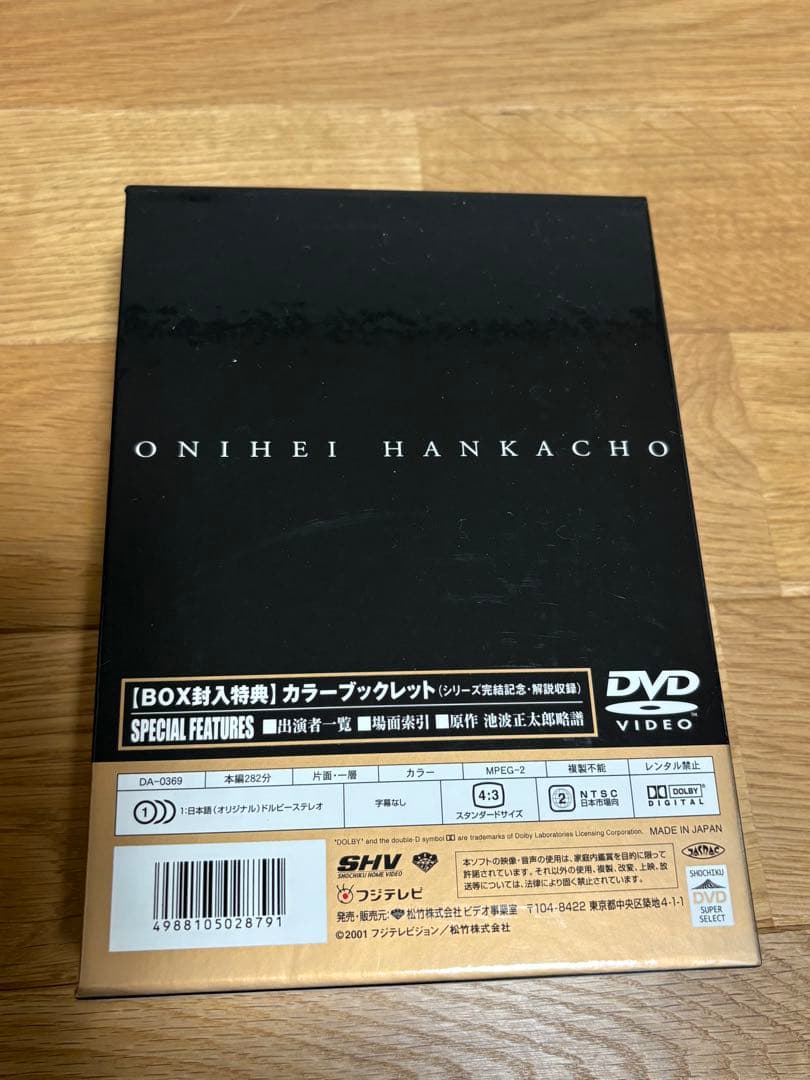 ONIHEI HANKACHO
【BOX封入特典】カラーブックレット(シリーズ完結記念・解説収録)
SPECIAL FEATURES ■出演者一覧 ■場面索引 ■原作 池波正太郎略譜
DVD
VIDEO
TM
DA-0369 本編282分 片面・一層 カラー MPEG-2 複製不能 レンタル禁止
1 1:日本語(オリジナル)ドルビーステレオ
字幕なし
4:3
スタンダードサイズ
2 NTSC
日本市場向
DOLBY
DIGITAL
"DOLBY" and the double-D symbol are trademarks of Dolby Laboratories Licensing Corporation. MADE IN JAPAN
4988105028791
SHV
SHOCHIKU HOME VIDEO
フジテレビ
本ソフトの映像・音声の使用は、家庭内鑑賞を目的に限って
許諾されています。それ以外の使用、複製、改変、上映、放
送等については、法律により固く禁止されています。
発売・販売元: 松竹株式会社 ビデオ事業室 〒104-8422 東京都中央区築地4-1-1
©2001 フジテレビジョン/松竹株式会社
JASRAC
SHOCHIKU
DVD
SUPER
SELECT